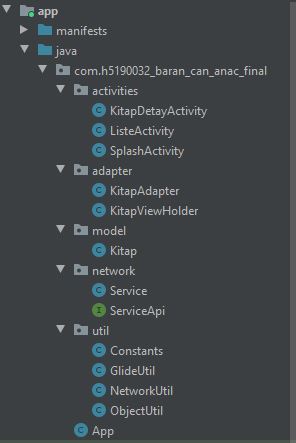 app
manifests
java
com.h5190032_baran_can_anac_final
activities
KitapDetayActivity
ListeActivity
SplashActivity
adapter
KitapAdapter
KitapViewHolder
model
Kitap
network
Service
ServiceApi
util
Constants
GlideUtil
NetworkUtil
ObjectUtil
App